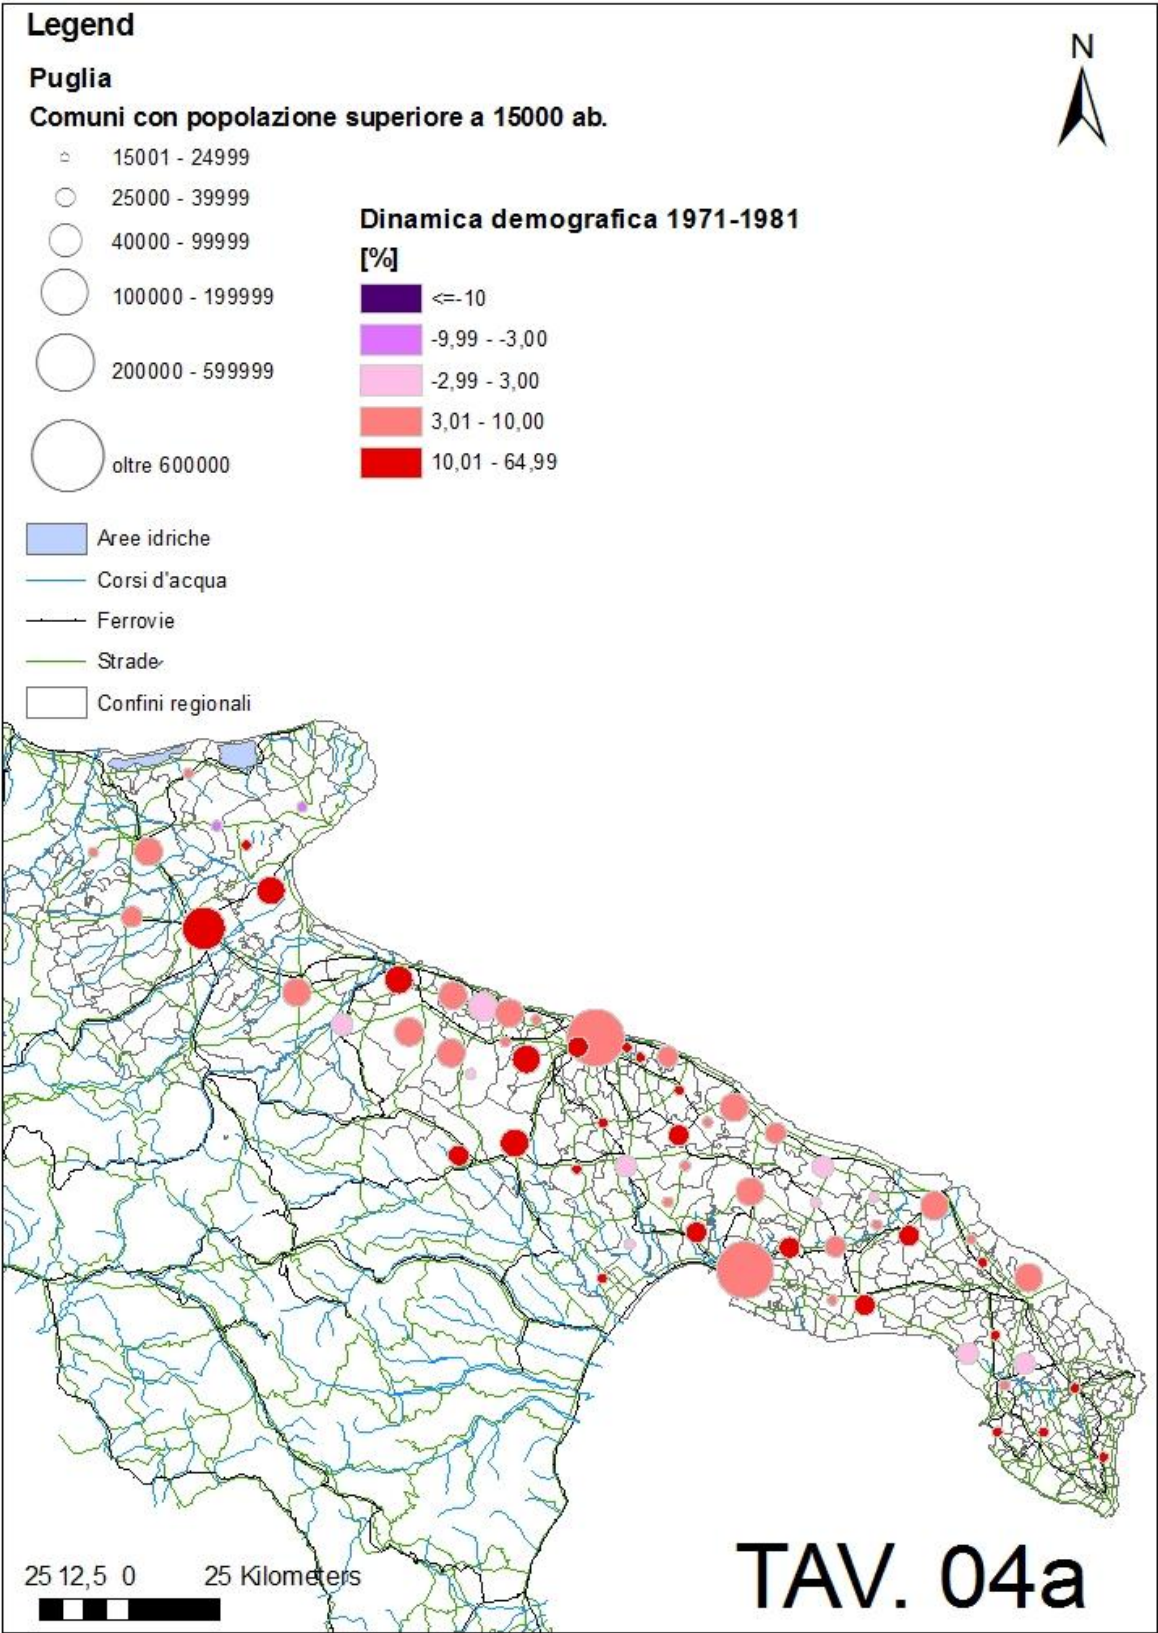 Legend
N
Puglia
Comuni con popolazione superiore a 15000 ab.
15001 - 24999
25000 - 39999
40000 - 99999
100000 - 199999
200000 - 599999
oltre 600000
Dinamica demografica 1971-1981
[%]
<=-10
-9,99 - -3,00
-2,99 - 3,00
3,01 - 10,00
10,01 - 64,99
Aree idriche
Corsi d'acqua
Ferrovie
Strade
Confini regionali
25 12,5 0 25 Kilometers
TAV. 04a